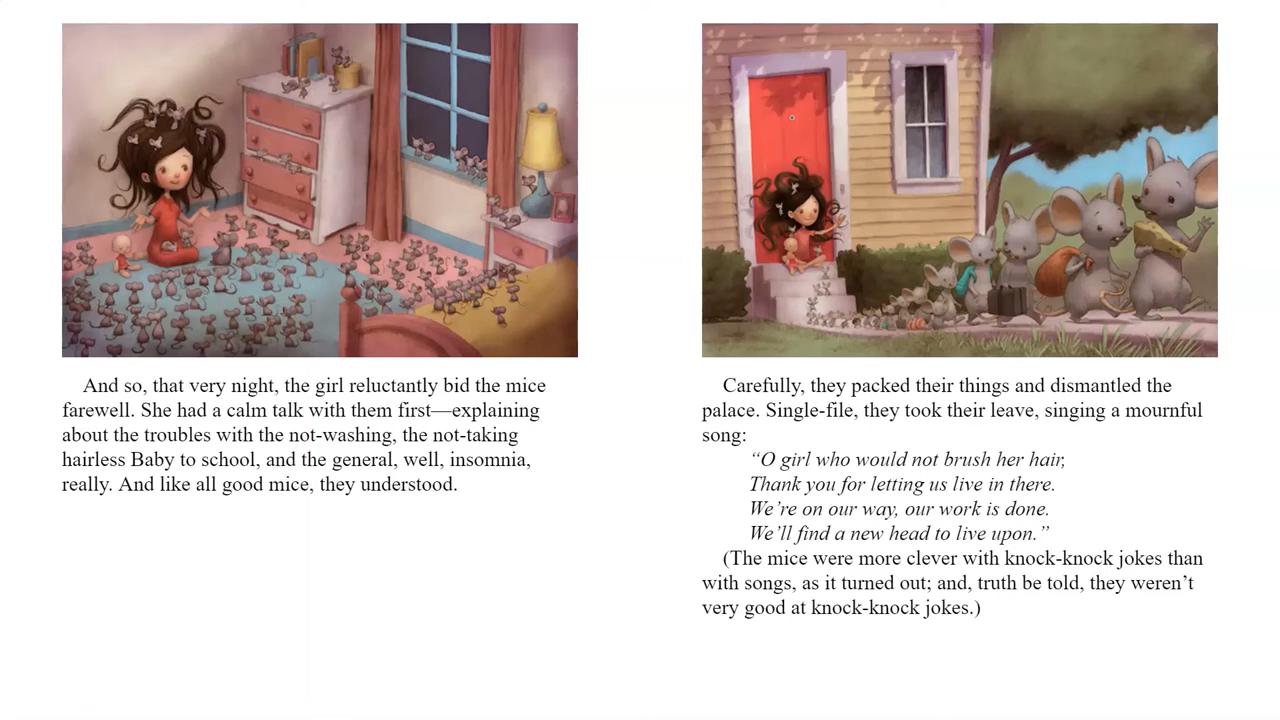 And so, that very night, the girl reluctantly bid the mice
farewell. She had a calm talk with them first—explaining
about the troubles with the not-washing, the not-taking
hairless Baby to school, and the general, well, insomnia,
really. And like all good mice, they understood.
Carefully, they packed their things and dismantled the
palace. Single-file, they took their leave, singing a mournful
song:
“O girl who would not brush her hair,
Thank you for letting us live in there.
We’re on our way, our work is done.
We’ll find a new head to live upon.”
(The mice were more clever with knock-knock jokes than
with songs, as it turned out; and, truth be told, they weren’t
very good at knock-knock jokes.)